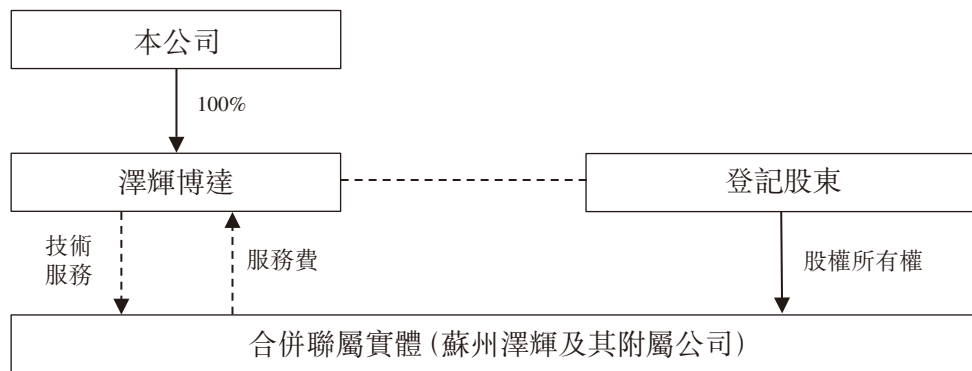 本公司
100%
澤輝博達
登記股東
技術
服務
服務費
股權所有權
合併聯屬實體(蘇州澤輝及其附屬公司)